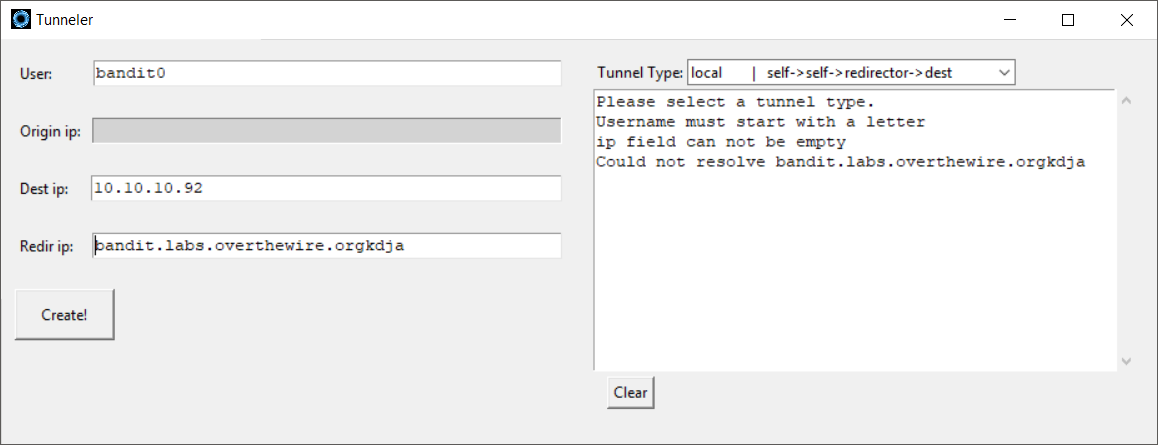 Tunneler
User: bandit0
Origin ip:
Dest ip: 10.10.10.92
Redir ip: bandit.labs.overthewire.orgkdja
Create!
Tunnel Type: local | self->self->redirector->dest
Please select a tunnel type.
Username must start with a letter
ip field can not be empty
Could not resolve bandit.labs.overthewire.orgkdja
Clear